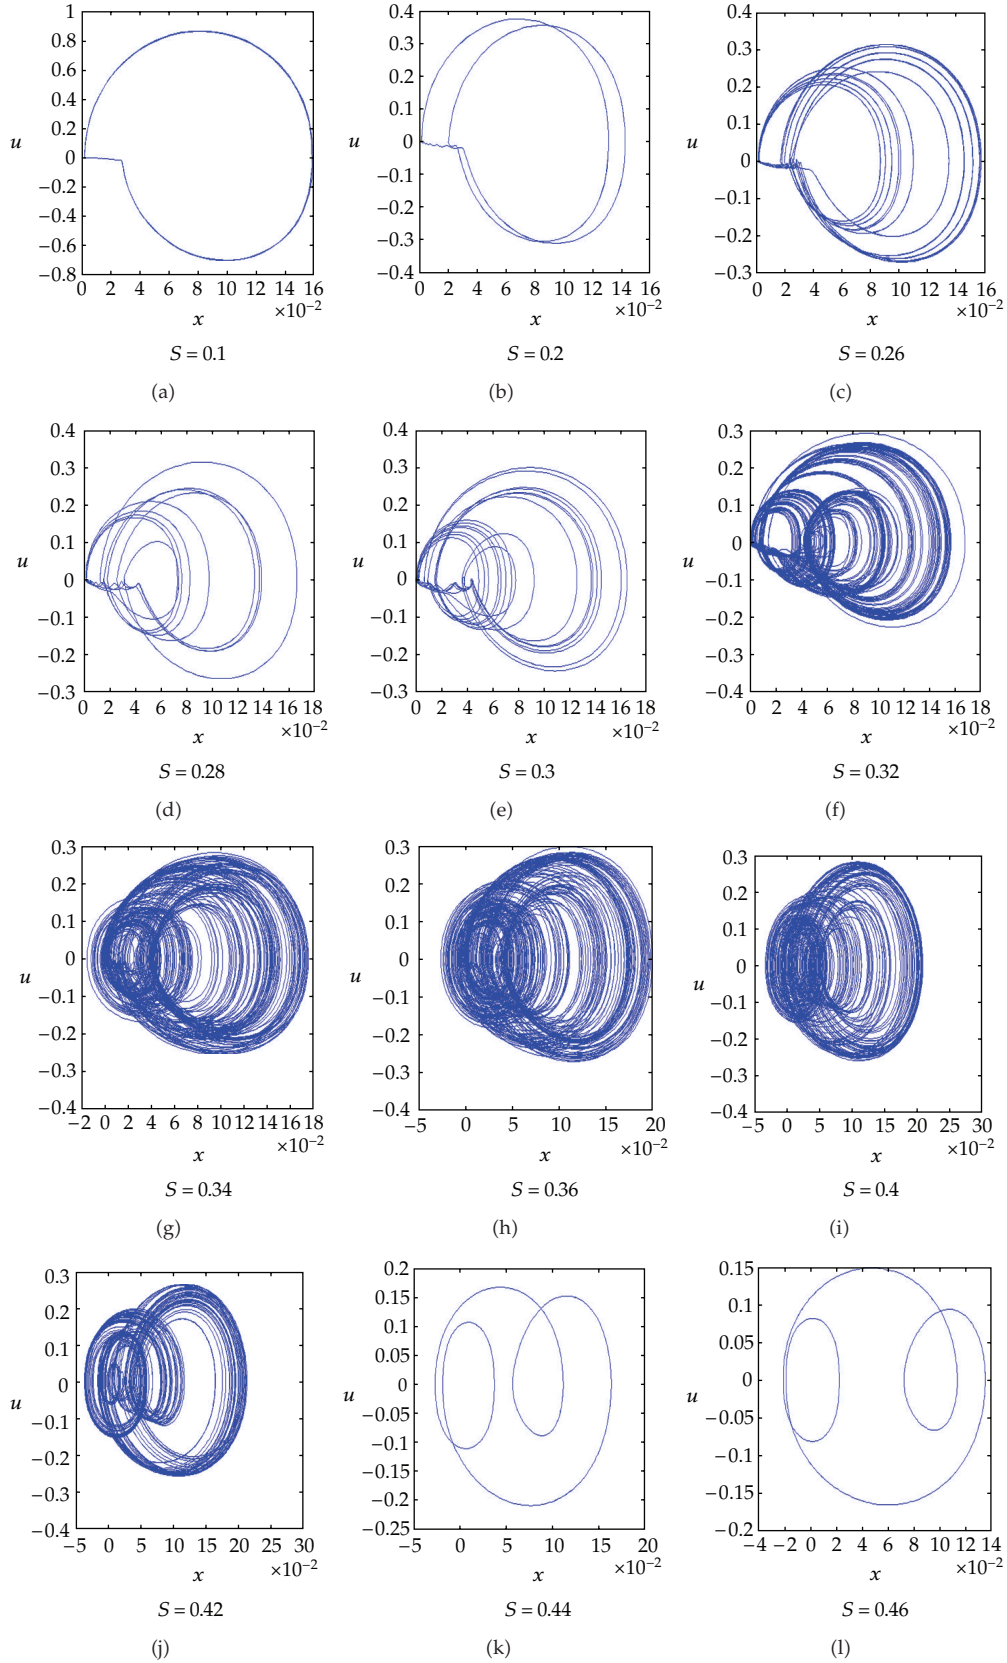 1
0.8
0.6
0.4
0.2
u
0
−0.2
−0.4
−0.6
−0.8
0 2 4 6 8 10 12 14 16
×10−2
x
S = 0.1
(a)
0.4
0.3
0.2
0.1
u
0
−0.1
−0.2
−0.3
−0.4
0 2 4 6 8 10 12 14 16
×10−2
x
S = 0.2
(b)
0.4
0.3
0.2
0.1
u
0
−0.1
−0.2
−0.3
0 2 4 6 8 10 12 14 16
×10−2
x
S = 0.26
(c)
0.4
0.3
0.2
0.1
u
0
−0.1
−0.2
−0.3
0 2 4 6 8 10 12 14 16 18
×10−2
x
S = 0.28
(d)
0.4
0.3
0.2
0.1
u
0
−0.1
−0.2
−0.3
0 2 4 6 8 10 12 14 16 18
×10−2
x
S = 0.3
(e)
0.3
0.2
0.1
u
0
−0.1
−0.2
−0.3
−0.4
0 2 4 6 8 10 12 14 16 18
×10−2
x
S = 0.32
(f)
0.3
0.2
0.1
0
u
−0.1
−0.2
−0.3
−0.4
−2 0 2 4 6 8 10 12 14 16 18
×10−2
x
S = 0.34
(g)
0.3
0.2
0.1
0
u
−0.1
−0.2
−0.3
−0.4
−5 0 5 10 15 20
×10−2
x
S = 0.36
(h)
0.3
0.2
0.1
0
u
−0.1
−0.2
−0.3
−0.4
−5 0 5 10 15 20 25 30
×10−2
x
S = 0.4
(i)
0.3
0.2
0.1
0
u
−0.1
−0.2
−0.3
−0.4
−5 0 5 10 15 20 25 30
×10−2
x
S = 0.42
(j)
0.2
0.15
0.1
0.05
0
u
−0.05
−0.1
−0.15
−0.2
−0.25
−5 0 5 10 15 20
×10−2
x
S = 0.44
(k)
0.15
0.1
0.05
0
u
−0.05
−0.1
−0.15
−0.2
−4 −2 0 2 4 6 8 10 12 14
×10−2
x
S = 0.46
(l)